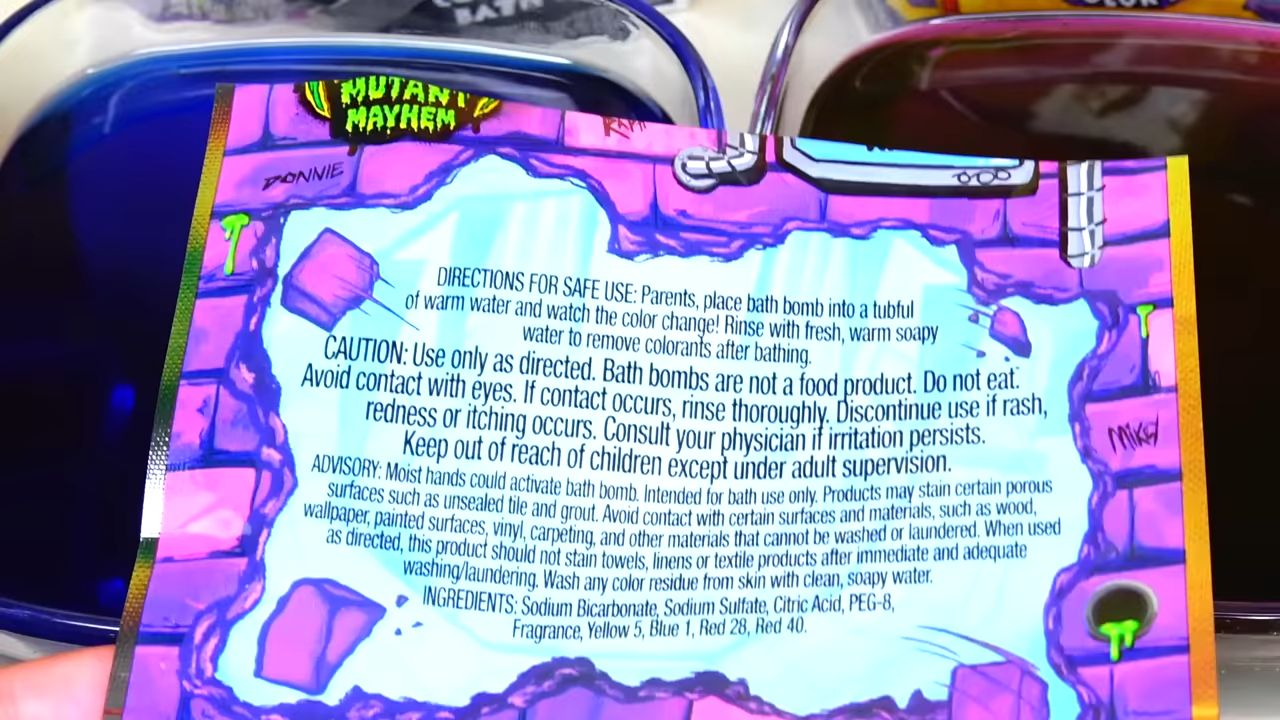 BATH
MUTANT
MAYHEM
RAPH
DONNIE
DIRECTIONS FOR SAFE USE: Parents, place bath bomb into a tubful
of warm water and watch the color change! Rinse with fresh, warm soapy
water to remove colorants after bathing.
CAUTION: Use only as directed. Bath bombs are not a food product. Do not eat.
Avoid contact with eyes. If contact occurs, rinse thoroughly. Discontinue use if rash,
redness or itching occurs. Consult your physician if irritation persists.
Keep out of reach of children except under adult supervision.
MIKEY
ADVISORY: Moist hands could activate bath bomb. Intended for bath use only. Products may stain certain porous
surfaces such as unsealed tile and grout. Avoid contact with certain surfaces and materials, such as wood,
wallpaper, painted surfaces, vinyl, carpeting, and other materials that cannot be washed or laundered. When used
as directed, this product should not stain towels, linens or textile products after immediate and adequate
washing/laundering. Wash any color residue from skin with clean, soapy water.
INGREDIENTS: Sodium Bicarbonate, Sodium Sulfate, Citric Acid, PEG-8,
Fragrance, Yellow 5, Blue 1, Red 28, Red 40.